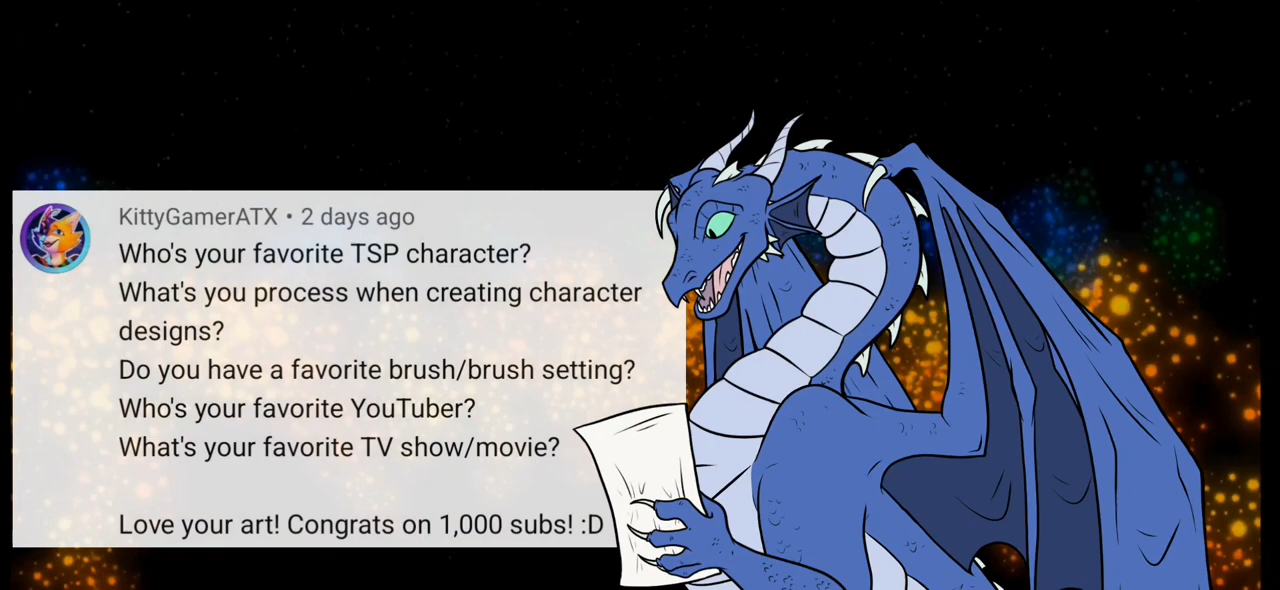 KittyGamerATX • 2 days ago
Who's your favorite TSP character?
What's you process when creating character
designs?
Do you have a favorite brush/brush setting?
Who's your favorite YouTuber?
What's your favorite TV show/movie?
Love your art! Congrats on 1,000 subs! :D